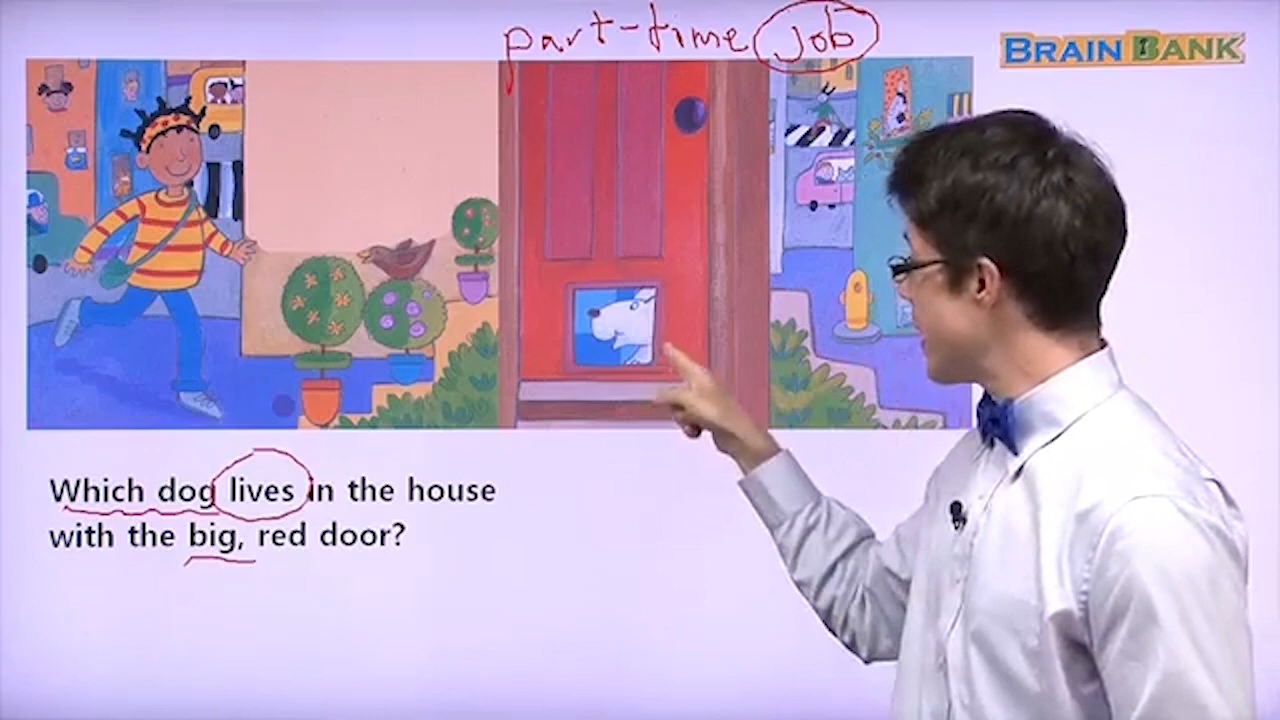 part-time job
BRAIN BANK
Which dog lives in the house
with the big, red door?